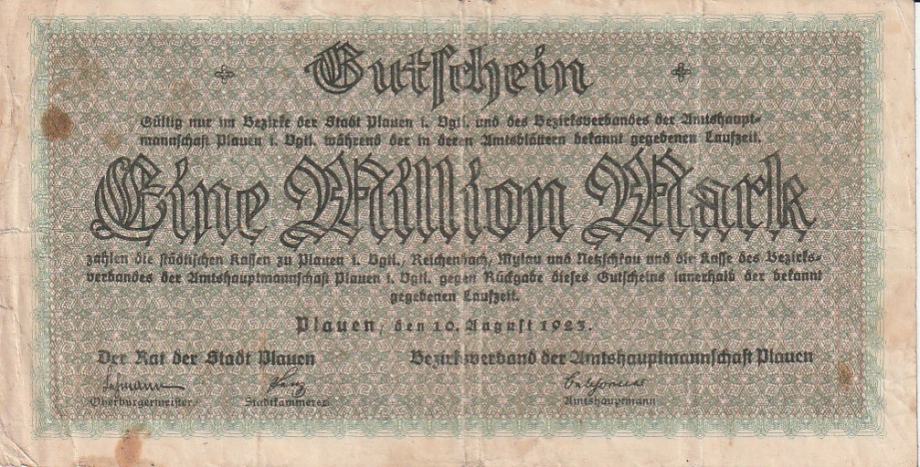 Gutschein
Gültig nur im Bezirke der Stadt Plauen i. Vgtl. und des Bezirksverbandes der Amtshaupt-
mannschaft Plauen i. Vgtl. während der in deren Amtsblättern bekannt gegebenen Laufzeit.
Eine Million Mark
zahlen die städtischen Kassen zu Plauen i. Vgtl., Reichenbach, Mylau und Netzschkau und die Kasse des Bezirks-
verbandes der Amtshauptmannschaft Plauen i. Vgtl. gegen Rückgabe dieses Gutscheins innerhalb der bekannt
gegebenen Laufzeit.
Plauen, den 10. August 1923.
Der Rat der Stadt Plauen
Bezirksverband der Amtshauptmannschaft Plauen
Lehmann
Oberbürgermeister
Stadtkämmerer
Amtshauptmann